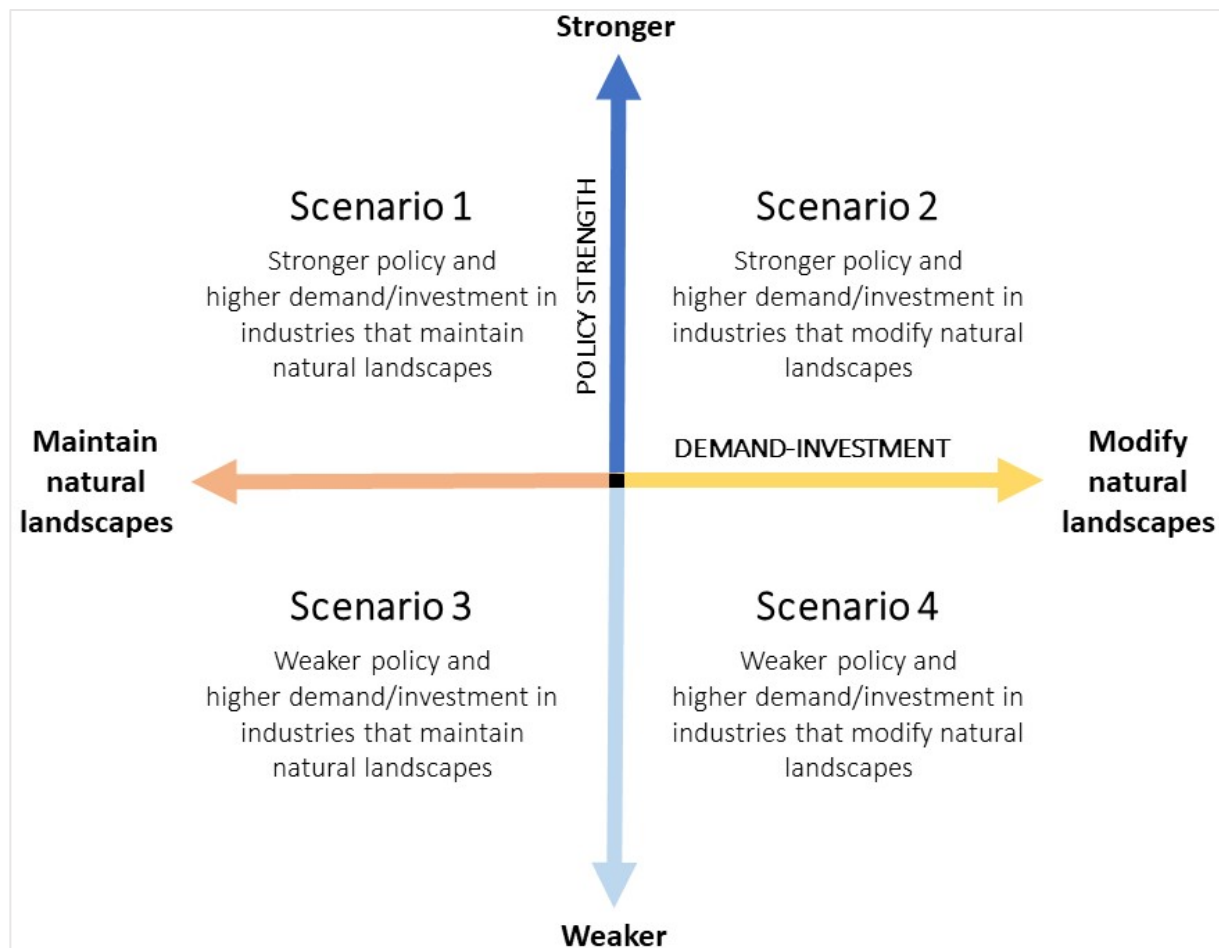 Stronger
POLICY STRENGTH
Scenario 1
Stronger policy and
higher demand/investment in
industries that maintain
natural landscapes
Scenario 2
Stronger policy and
higher demand/investment in
industries that modify natural
landscapes
Maintain
natural
landscapes
DEMAND-INVESTMENT
Modify
natural
landscapes
Scenario 3
Weaker policy and
higher demand/investment in
industries that maintain
natural landscapes
Scenario 4
Weaker policy and
higher demand/investment in
industries that modify natural
landscapes
Weaker